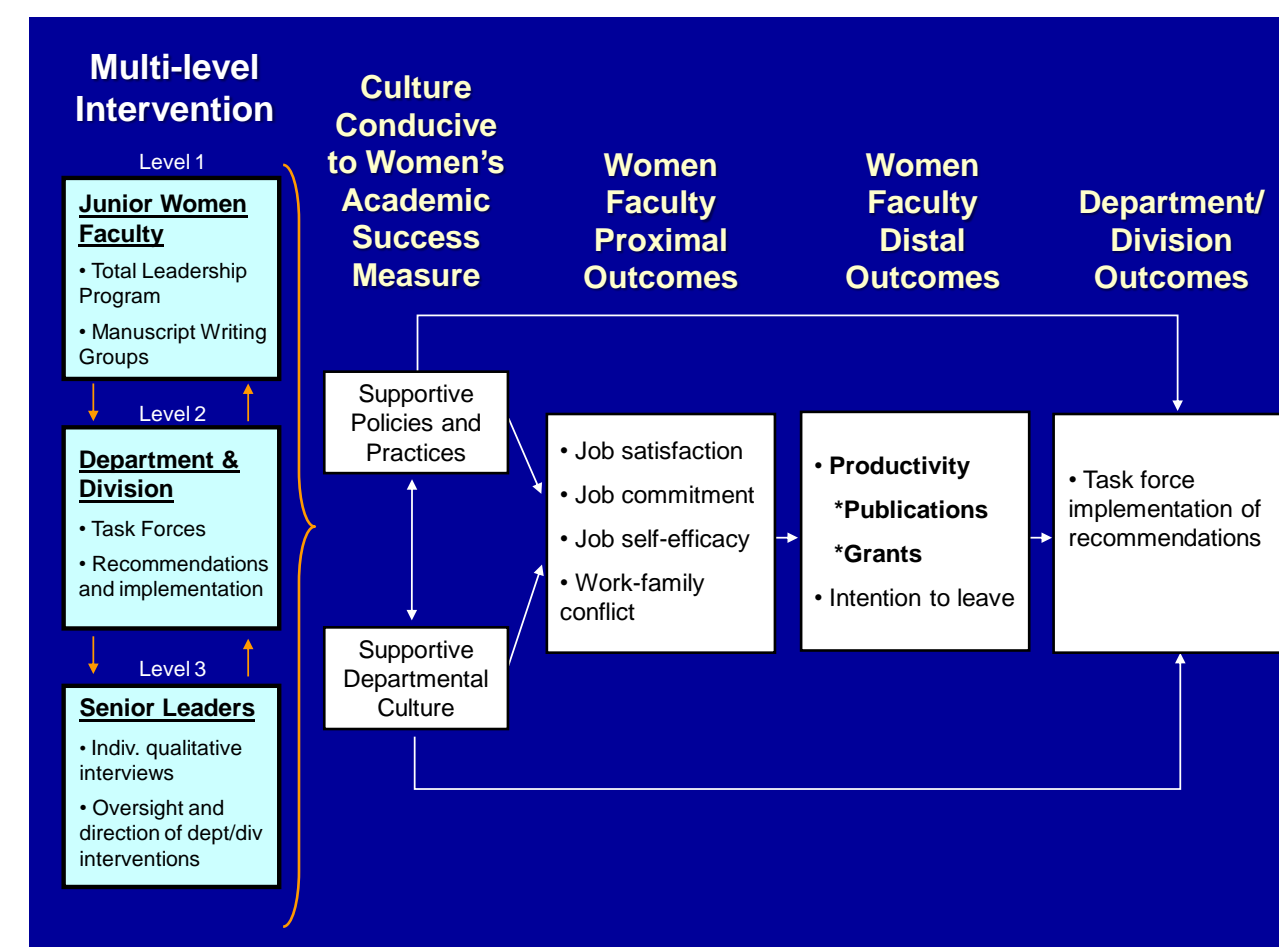 Multi-level
Intervention
Level 1
Junior Women
Faculty
• Total Leadership
Program
• Manuscript Writing
Groups
Level 2
Department &
Division
• Task Forces
• Recommendations
and implementation
Level 3
Senior Leaders
• Indiv. qualitative
interviews
• Oversight and
direction of dept/div
interventions
Culture
Conducive
to Women’s
Academic
Success
Measure
Supportive
Policies and
Practices
Supportive
Departmental
Culture
Women
Faculty
Proximal
Outcomes
• Job satisfaction
• Job commitment
• Job self-efficacy
• Work-family
conflict
Women
Faculty
Distal
Outcomes
• Productivity
*Publications
*Grants
• Intention to leave
Department/
Division
Outcomes
• Task force
implementation of
recommendations